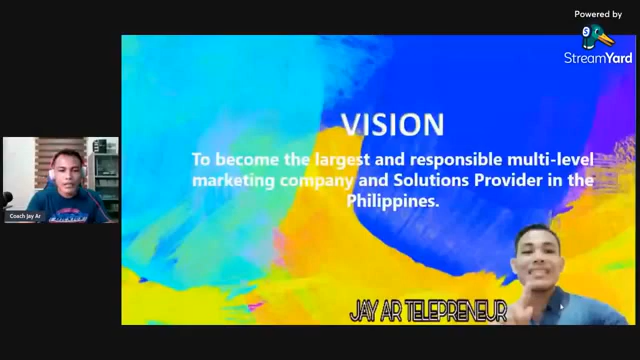 Powered by
StreamYard
VISION
To become the largest and responsible multi-level
marketing company and Solutions Provider in the
Philippines.
Coach Jay Ar
JAY AR TELEPRENEUR